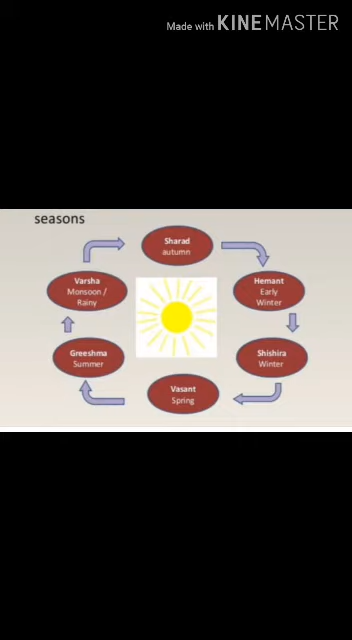 Made with KINEMASTER
seasons
Sharad
autumn
Hemant
Early
Winter
Shishira
Winter
Vasant
Spring
Greeshma
Summer
Varsha
Monsoon /
Rainy